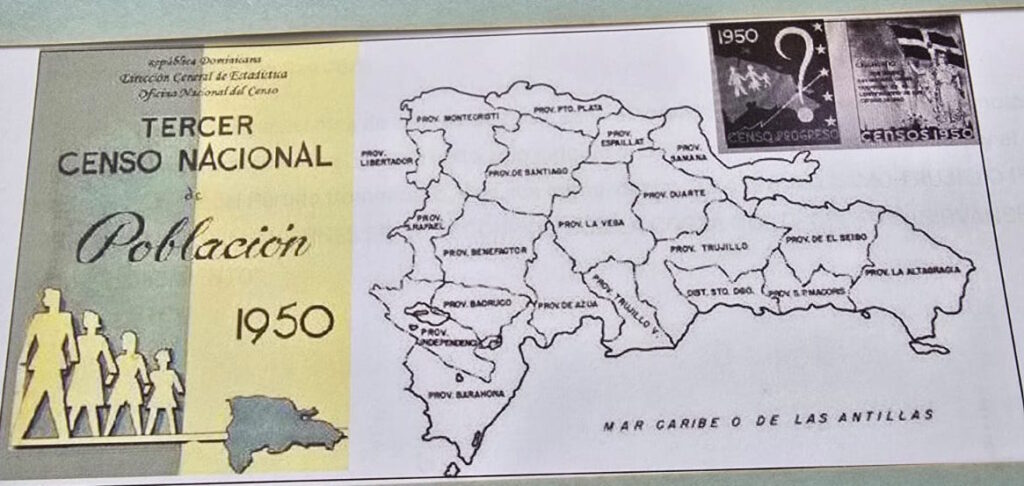 República Dominicana
Dirección General de Estadística
Oficina Nacional del Censo
TERCER
CENSO NACIONAL
de
Población
1950
1950
CENSO PROGRESO
CENSOS 1950
PROV. MONTECRISTI
PROV. PTO. PLATA
PROV.
ESPAILLAT
PROV.
SAMANA
PROV.
LIBERTADOR
PROV. DE SANTIAGO
PROV. DUARTE
PROV.
S.RAFAEL
PROV. LA VEGA
PROV. BENEFACTOR
PROV. TRUJILLO
PROV. DE EL SEIBO
PROV. LA ALTAGRACIA
DIST. STO. DGO.
PROV. S.P. MACORIS
PROV. BAORUCO
PROV. DE AZUA
PROV. TRUJILLO V.
PROV.
INDEPENDENCIA
PROV. BARAHONA
MAR CARIBE O DE LAS ANTILLAS